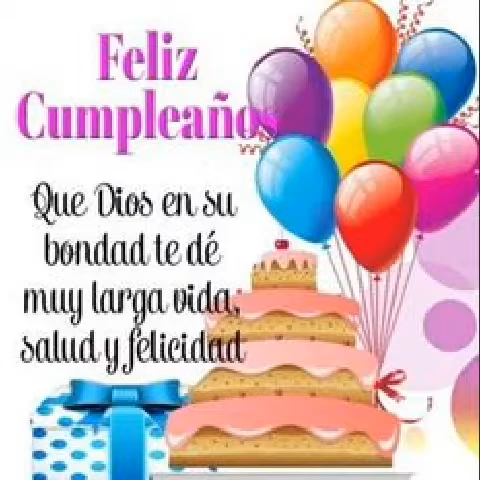 Feliz
Cumpleaños
Que Dios en su
bondad te dé
muy larga vida,
salud y felicidad